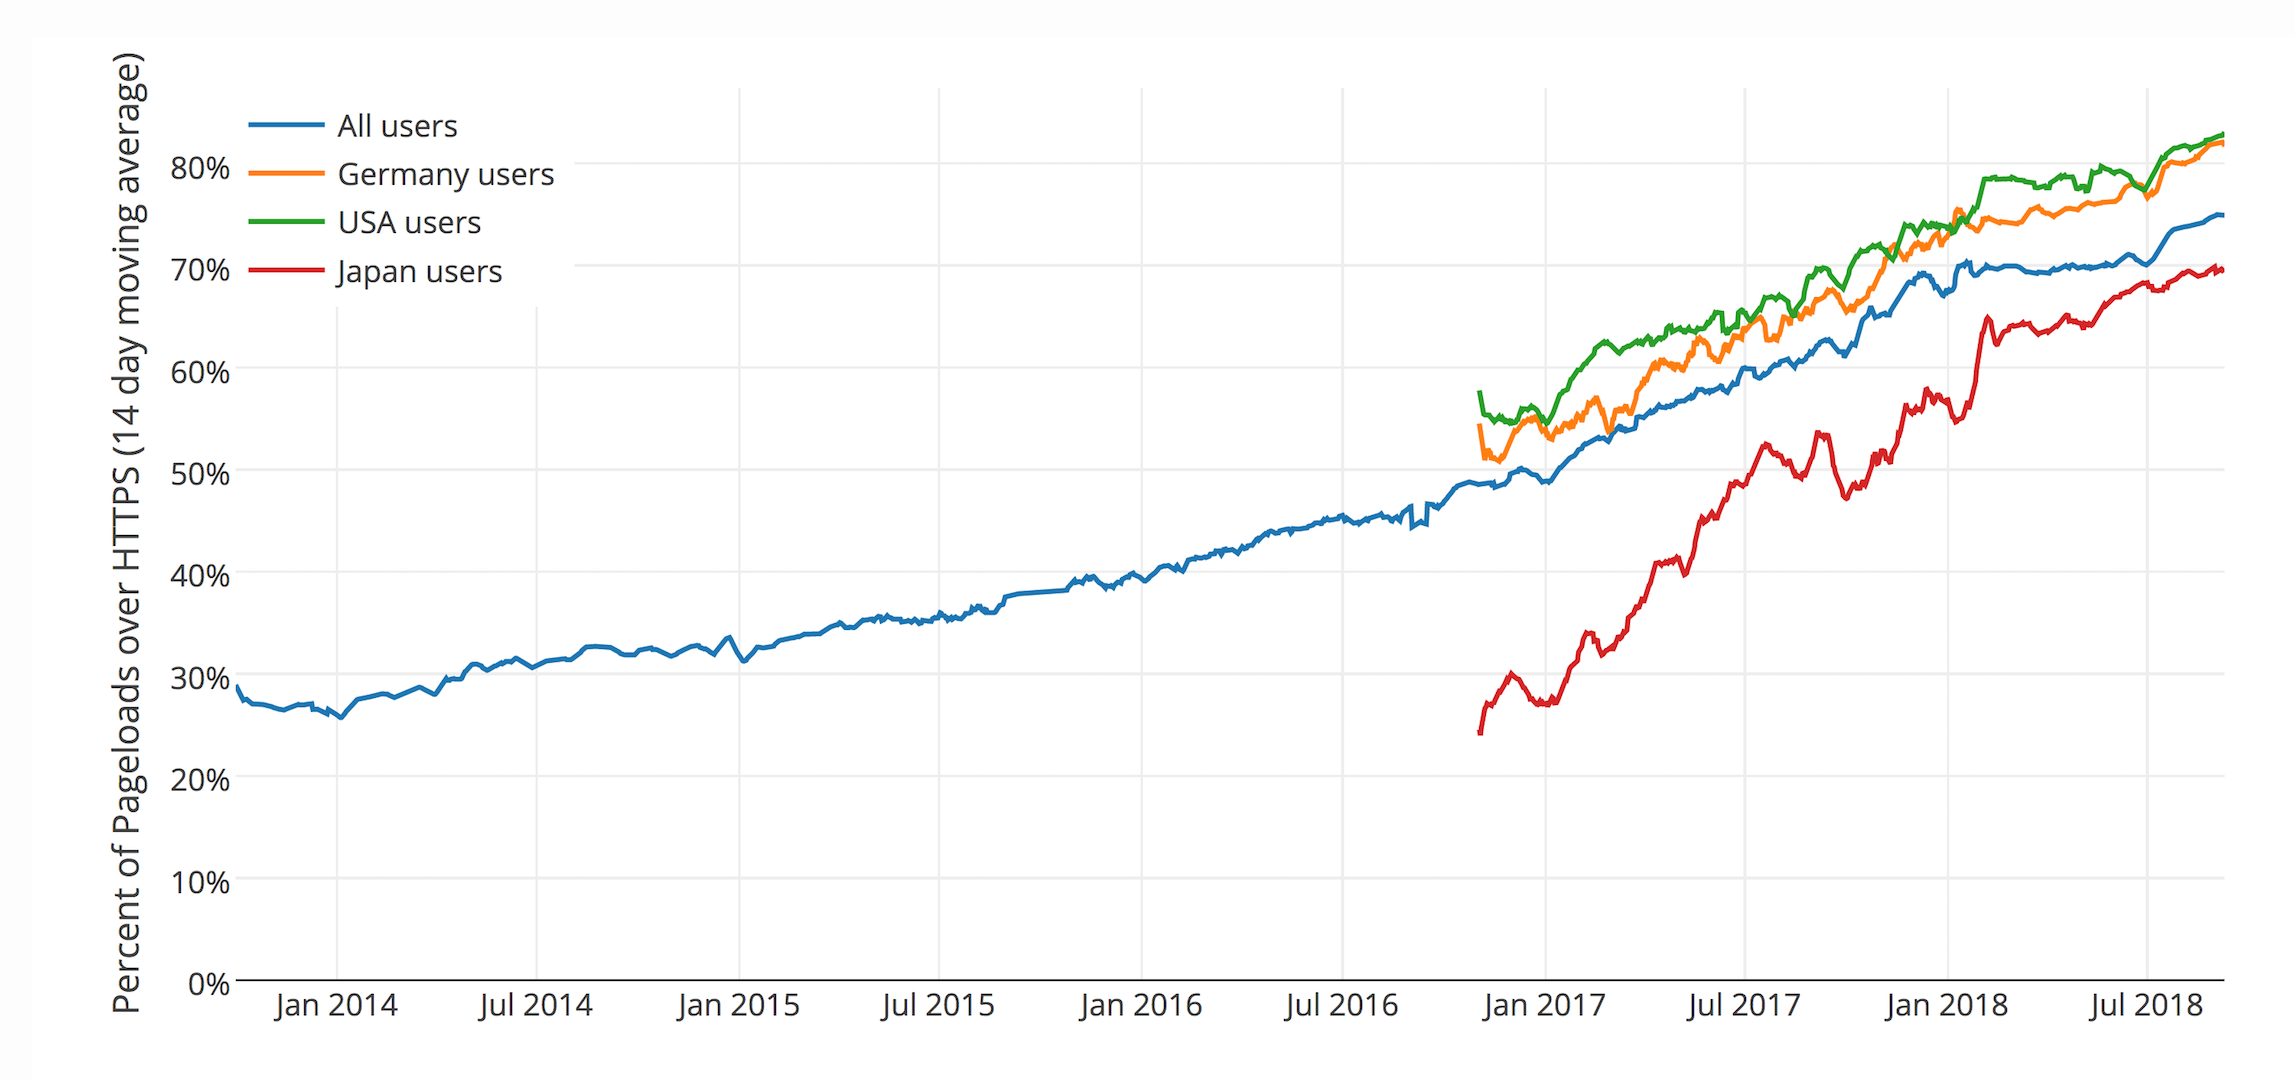 Percent of Pageloads over HTTPS (14 day moving average)
All users
Germany users
USA users
Japan users
80%
70%
60%
50%
40%
30%
20%
10%
0%
Jan 2014
Jul 2014
Jan 2015
Jul 2015
Jan 2016
Jul 2016
Jan 2017
Jul 2017
Jan 2018
Jul 2018